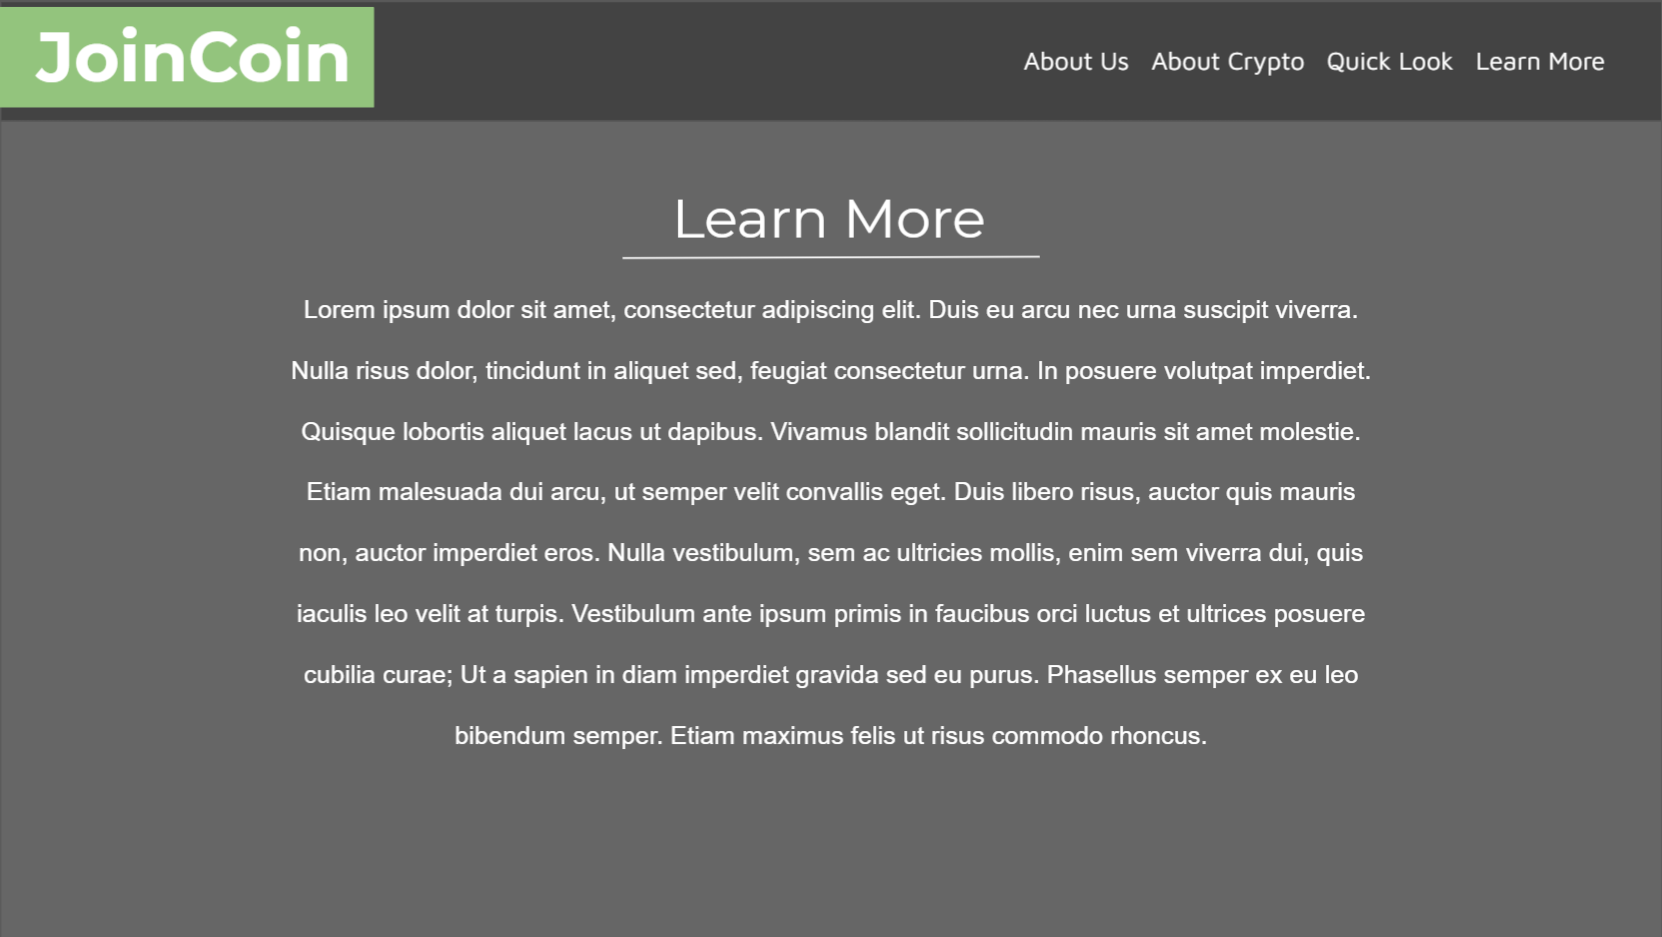 JoinCoin
About Us About Crypto Quick Look Learn More
Learn More
Lorem ipsum dolor sit amet, consectetur adipiscing elit. Duis eu arcu nec urna suscipit viverra.
Nulla risus dolor, tincidunt in aliquet sed, feugiat consectetur urna. In posuere volutpat imperdiet.
Quisque lobortis aliquet lacus ut dapibus. Vivamus blandit sollicitudin mauris sit amet molestie.
Etiam malesuada dui arcu, ut semper velit convallis eget. Duis libero risus, auctor quis mauris
non, auctor imperdiet eros. Nulla vestibulum, sem ac ultricies mollis, enim sem viverra dui, quis
iaculis leo velit at turpis. Vestibulum ante ipsum primis in faucibus orci luctus et ultrices posuere
cubilia curae; Ut a sapien in diam imperdiet gravida sed eu purus. Phasellus semper ex eu leo
bibendum semper. Etiam maximus felis ut risus commodo rhoncus.